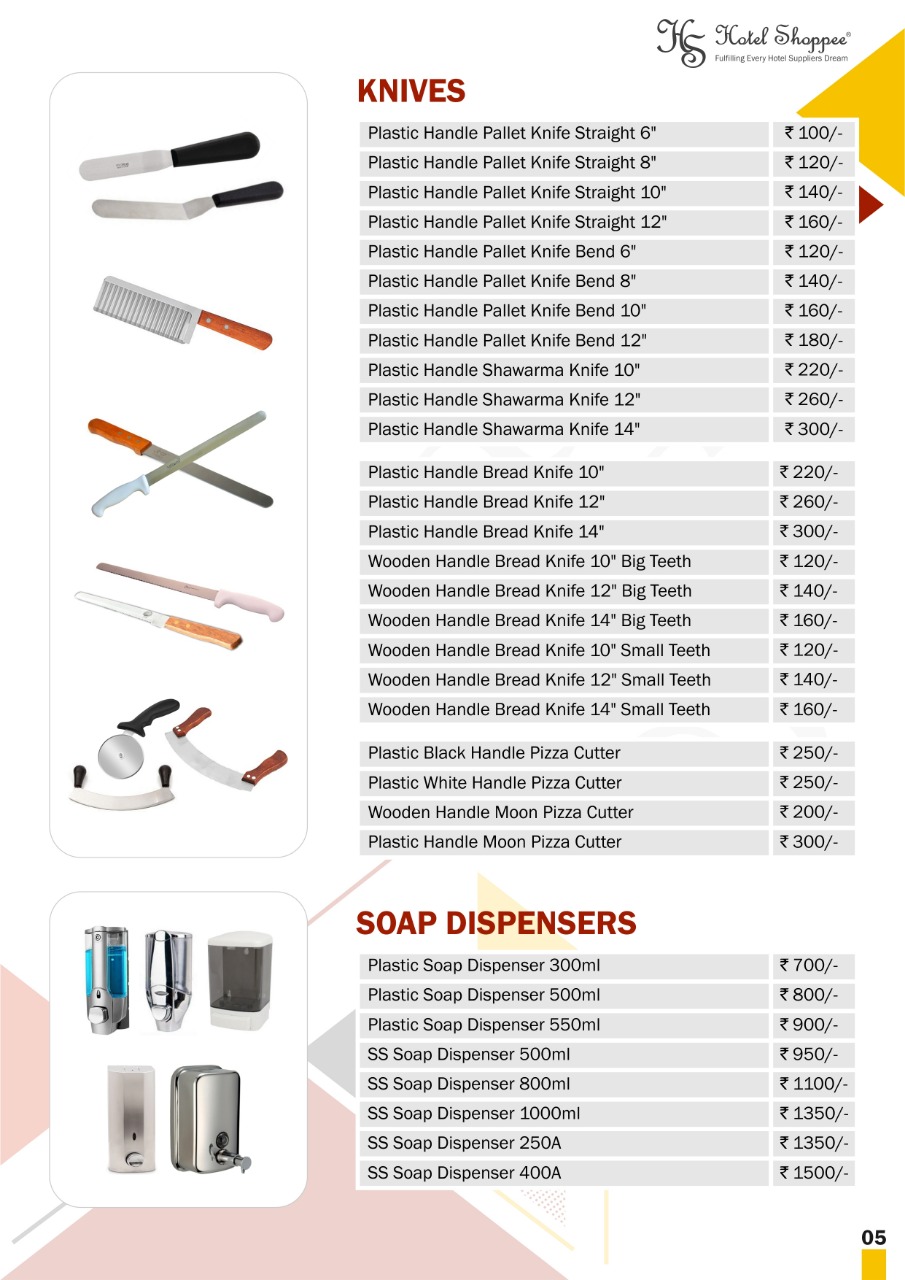 HS Hotel Shoppee®
Fulfilling Every Hotel Suppliers Dream
KNIVES
Plastic Handle Pallet Knife Straight 6" ₹ 100/-
Plastic Handle Pallet Knife Straight 8" ₹ 120/-
Plastic Handle Pallet Knife Straight 10" ₹ 140/-
Plastic Handle Pallet Knife Straight 12" ₹ 160/-
Plastic Handle Pallet Knife Bend 6" ₹ 120/-
Plastic Handle Pallet Knife Bend 8" ₹ 140/-
Plastic Handle Pallet Knife Bend 10" ₹ 160/-
Plastic Handle Pallet Knife Bend 12" ₹ 180/-
Plastic Handle Shawarma Knife 10" ₹ 220/-
Plastic Handle Shawarma Knife 12" ₹ 260/-
Plastic Handle Shawarma Knife 14" ₹ 300/-
Plastic Handle Bread Knife 10" ₹ 220/-
Plastic Handle Bread Knife 12" ₹ 260/-
Plastic Handle Bread Knife 14" ₹ 300/-
Wooden Handle Bread Knife 10" Big Teeth ₹ 120/-
Wooden Handle Bread Knife 12" Big Teeth ₹ 140/-
Wooden Handle Bread Knife 14" Big Teeth ₹ 160/-
Wooden Handle Bread Knife 10" Small Teeth ₹ 120/-
Wooden Handle Bread Knife 12" Small Teeth ₹ 140/-
Wooden Handle Bread Knife 14" Small Teeth ₹ 160/-
Plastic Black Handle Pizza Cutter ₹ 250/-
Plastic White Handle Pizza Cutter ₹ 250/-
Wooden Handle Moon Pizza Cutter ₹ 200/-
Plastic Handle Moon Pizza Cutter ₹ 300/-
SOAP DISPENSERS
Plastic Soap Dispenser 300ml ₹ 700/-
Plastic Soap Dispenser 500ml ₹ 800/-
Plastic Soap Dispenser 550ml ₹ 900/-
SS Soap Dispenser 500ml ₹ 950/-
SS Soap Dispenser 800ml ₹ 1100/-
SS Soap Dispenser 1000ml ₹ 1350/-
SS Soap Dispenser 250A ₹ 1350/-
SS Soap Dispenser 400A ₹ 1500/-
05